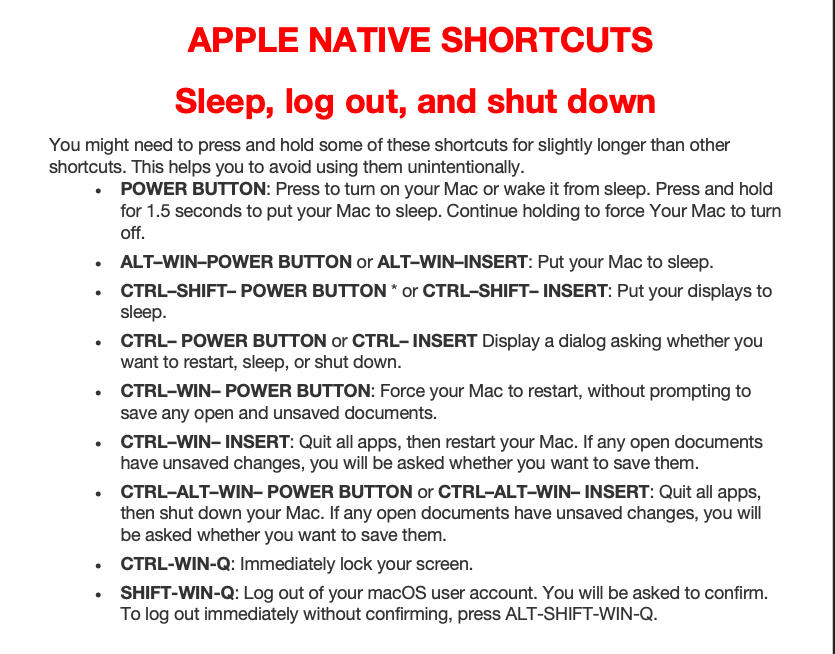 APPLE NATIVE SHORTCUTS
Sleep, log out, and shut down
You might need to press and hold some of these shortcuts for slightly longer than other
shortcuts. This helps you to avoid using them unintentionally.
• POWER BUTTON: Press to turn on your Mac or wake it from sleep. Press and hold
for 1.5 seconds to put your Mac to sleep. Continue holding to force Your Mac to turn
off.
• ALT–WIN–POWER BUTTON or ALT–WIN–INSERT: Put your Mac to sleep.
• CTRL–SHIFT– POWER BUTTON * or CTRL–SHIFT– INSERT: Put your displays to
sleep.
• CTRL– POWER BUTTON or CTRL– INSERT Display a dialog asking whether you
want to restart, sleep, or shut down.
• CTRL–WIN– POWER BUTTON: Force your Mac to restart, without prompting to
save any open and unsaved documents.
• CTRL–WIN– INSERT: Quit all apps, then restart your Mac. If any open documents
have unsaved changes, you will be asked whether you want to save them.
• CTRL–ALT–WIN– POWER BUTTON or CTRL–ALT–WIN– INSERT: Quit all apps,
then shut down your Mac. If any open documents have unsaved changes, you will
be asked whether you want to save them.
• CTRL-WIN-Q: Immediately lock your screen.
• SHIFT-WIN-Q: Log out of your macOS user account. You will be asked to confirm.
To log out immediately without confirming, press ALT-SHIFT-WIN-Q.